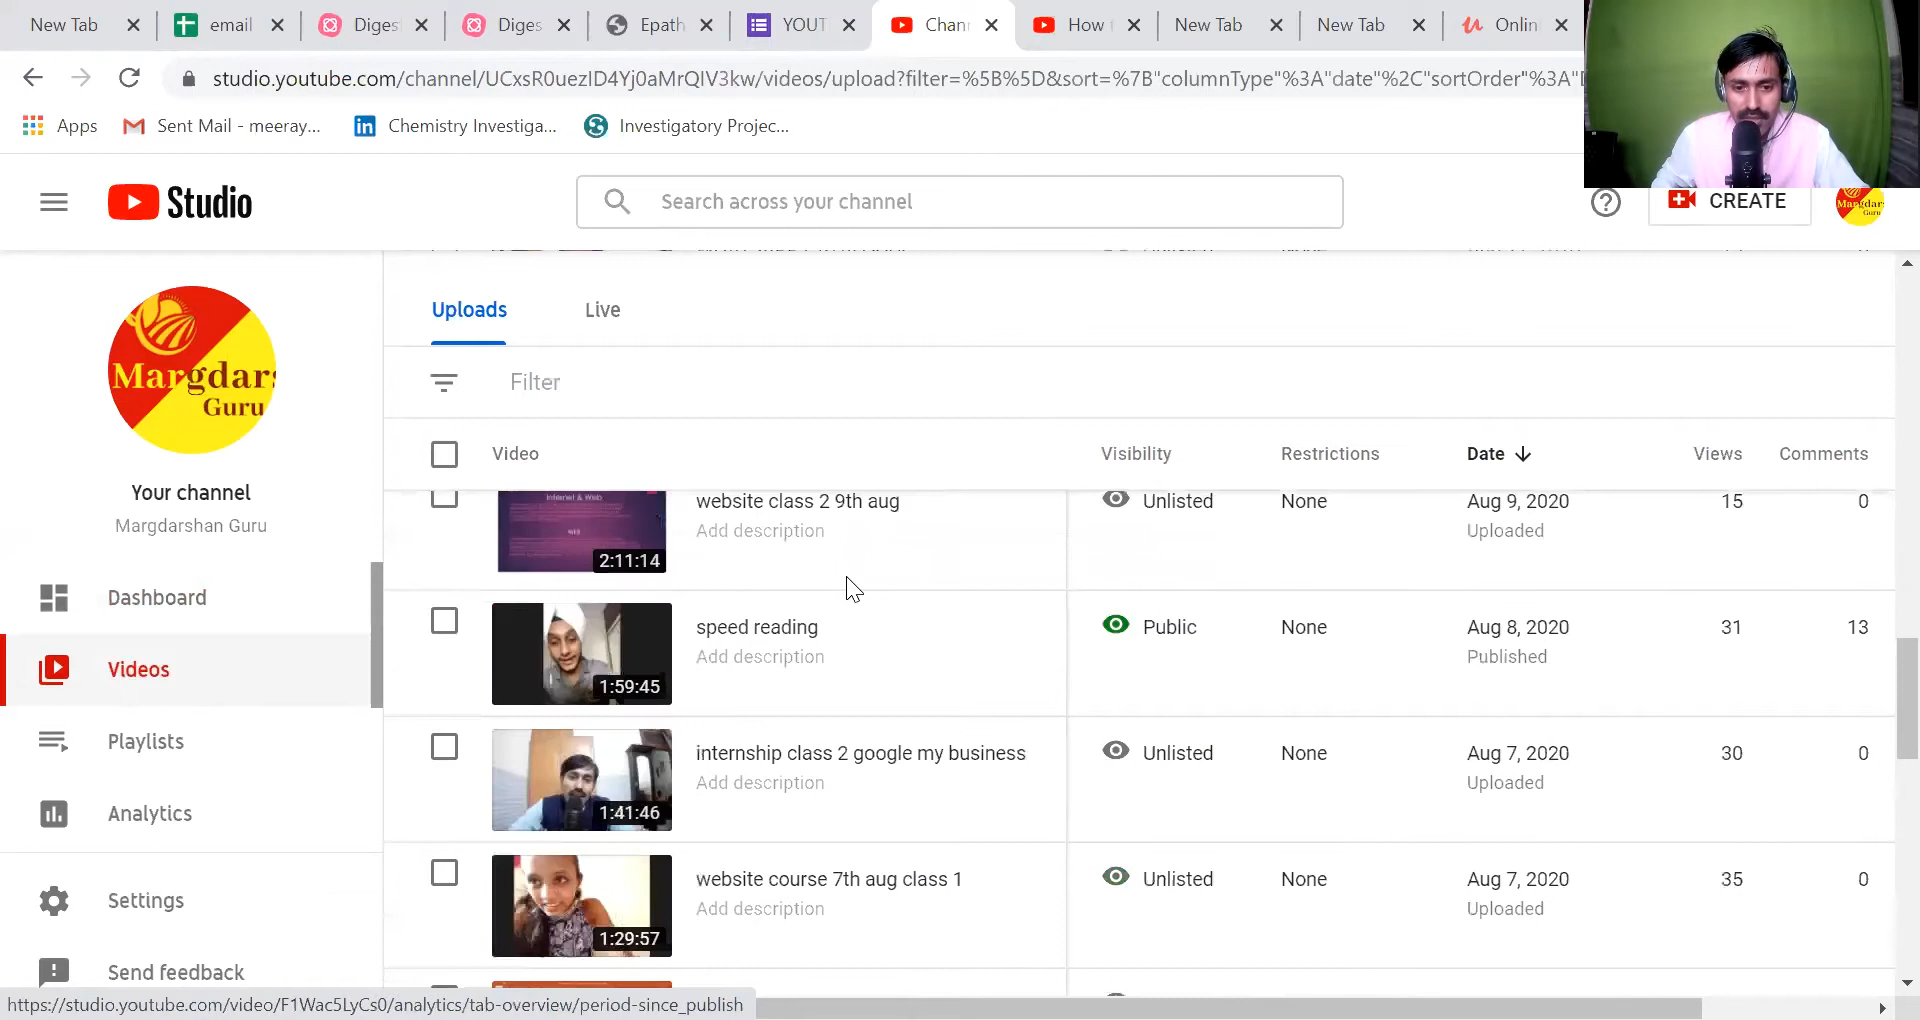 New Tab
email
Diges
Diges
Epath
YOUT
Chan
How t
New Tab
New Tab
Onlin
studio.youtube.com/channel/UCxsR0uezID4Yj0aMrQIV3kw/videos/upload?filter=%5B%5D&sort=%7B"columnType"%3A"date"%2C"sortOrder"%3A"
Apps
Sent Mail - meeray...
Chemistry Investiga...
Investigatory Projec...
Studio
Search across your channel
CREATE
Margdar
Guru
Margdars
Guru
Your channel
Margdarshan Guru
Dashboard
Videos
Playlists
Analytics
Settings
Send feedback
Uploads
Live
Filter
Video
Visibility
Restrictions
Date
Views
Comments
Internet & Web
2:11:14
website class 2 9th aug
Add description
Unlisted
None
Aug 9, 2020
Uploaded
15
0
1:59:45
speed reading
Add description
Public
None
Aug 8, 2020
Published
31
13
1:41:46
internship class 2 google my business
Add description
Unlisted
None
Aug 7, 2020
Uploaded
30
0
1:29:57
website course 7th aug class 1
Add description
Unlisted
None
Aug 7, 2020
Uploaded
35
0
https://studio.youtube.com/video/F1Wac5LyCs0/analytics/tab-overview/period-since_publish